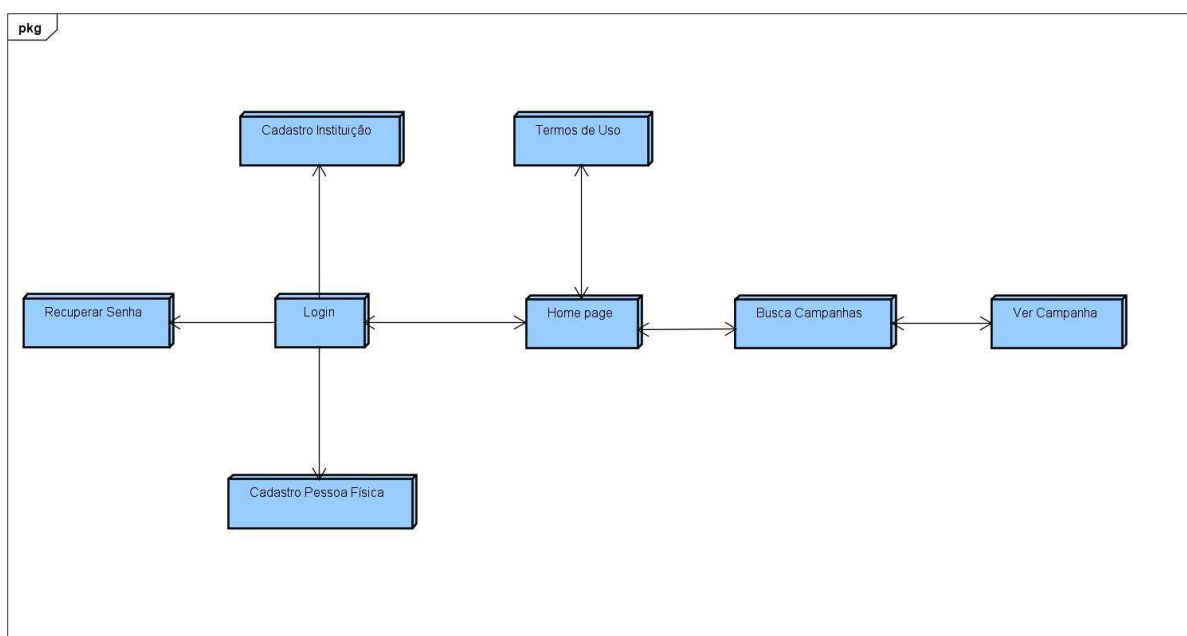 pkg
Cadastro Instituição
Termos de Uso
Recuperar Senha
Login
Home page
Busca Campanhas
Ver Campanha
Cadastro Pessoa Física